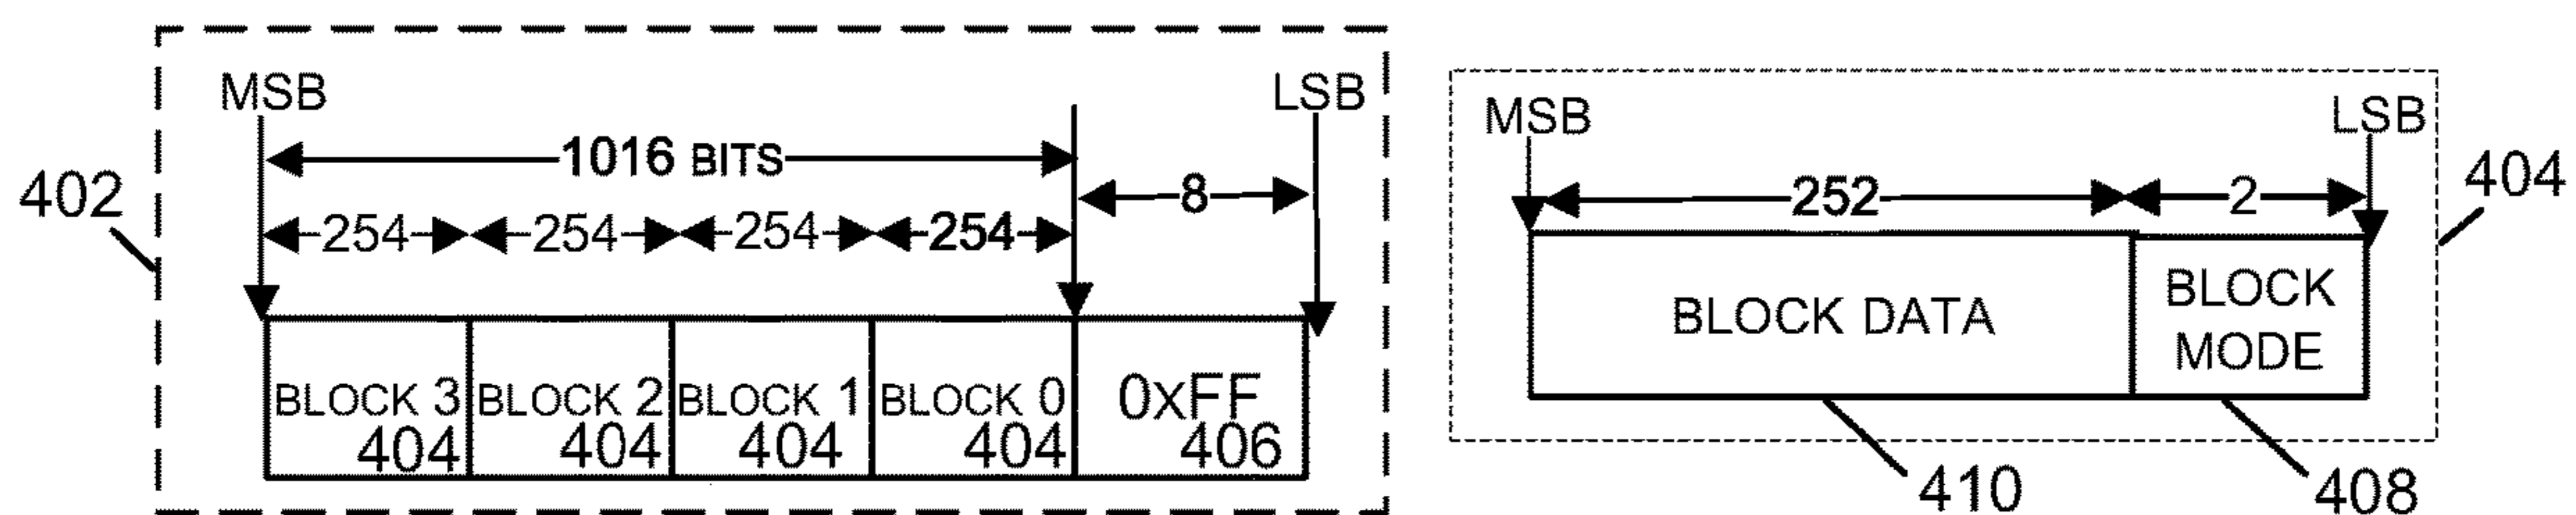 MSB
LSB
1016 BITS
8
402
254 254 254 254
BLOCK 3 BLOCK 2 BLOCK 1 BLOCK 0 0XFF
404 404 404 404 406
MSB
LSB
404
252 2
BLOCK DATA
BLOCK
MODE
410
408